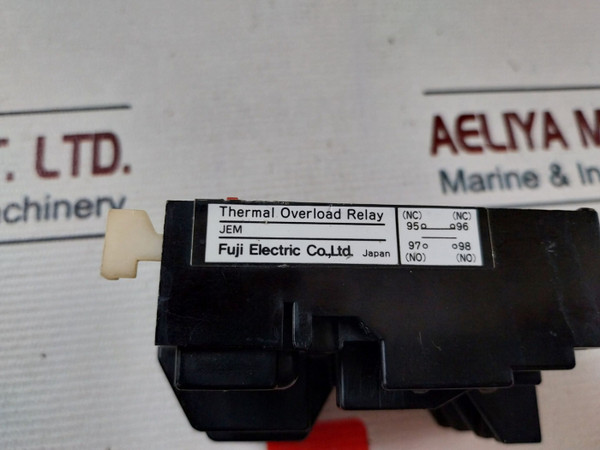 T. LTD.
achinery
AELIYA M
Marine & In
Thermal Overload Relay
JEM
Fuji Electric Co.,Ltd. Japan
(NC) (NC)
95 96
97 98
(NO) (NO)